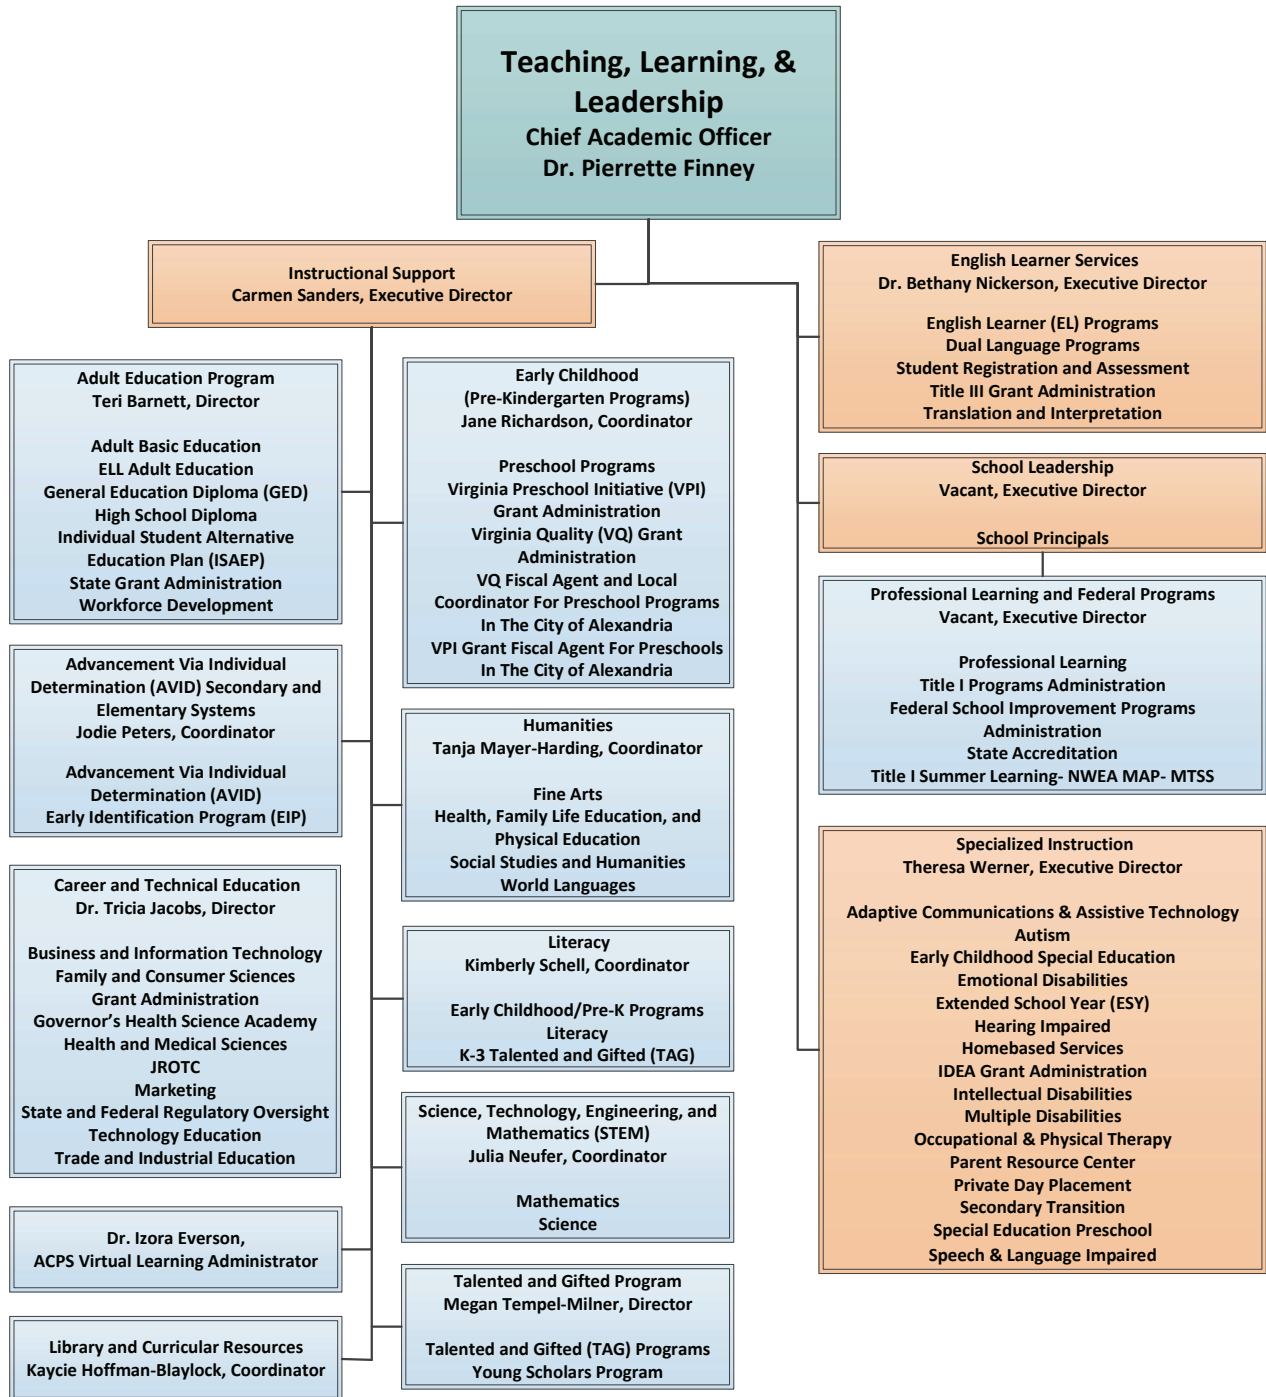 Teaching, Learning, &
Leadership
Chief Academic Officer
Dr. Pierrette Finney
Instructional Support
Carmen Sanders, Executive Director
Adult Education Program
Teri Barnett, Director
Adult Basic Education
ELL Adult Education
General Education Diploma (GED)
High School Diploma
Individual Student Alternative
Education Plan (ISAEP)
State Grant Administration
Workforce Development
Advancement Via Individual
Determination (AVID) Secondary and
Elementary Systems
Jodie Peters, Coordinator
Advancement Via Individual
Determination (AVID)
Early Identification Program (EIP)
Career and Technical Education
Dr. Tricia Jacobs, Director
Business and Information Technology
Family and Consumer Sciences
Grant Administration
Governor’s Health Science Academy
Health and Medical Sciences
JROTC
Marketing
State and Federal Regulatory Oversight
Technology Education
Trade and Industrial Education
Dr. Izora Everson,
ACPS Virtual Learning Administrator
Library and Curricular Resources
Kaycie Hoffman-Blaylock, Coordinator
Early Childhood
(Pre-Kindergarten Programs)
Jane Richardson, Coordinator
Preschool Programs
Virginia Preschool Initiative (VPI)
Grant Administration
Virginia Quality (VQ) Grant
Administration
VQ Fiscal Agent and Local
Coordinator For Preschool Programs
In The City of Alexandria
VPI Grant Fiscal Agent For Preschools
In The City of Alexandria
Humanities
Tanja Mayer-Harding, Coordinator
Fine Arts
Health, Family Life Education, and
Physical Education
Social Studies and Humanities
World Languages
Literacy
Kimberly Schell, Coordinator
Early Childhood/Pre-K Programs
Literacy
K-3 Talented and Gifted (TAG)
Science, Technology, Engineering, and
Mathematics (STEM)
Julia Neufer, Coordinator
Mathematics
Science
Talented and Gifted Program
Megan Tempel-Milner, Director
Talented and Gifted (TAG) Programs
Young Scholars Program
English Learner Services
Dr. Bethany Nickerson, Executive Director
English Learner (EL) Programs
Dual Language Programs
Student Registration and Assessment
Title III Grant Administration
Translation and Interpretation
School Leadership
Vacant, Executive Director
School Principals
Professional Learning and Federal Programs
Vacant, Executive Director
Professional Learning
Title I Programs Administration
Federal School Improvement Programs
Administration
State Accreditation
Title I Summer Learning- NWEA MAP- MTSS
Specialized Instruction
Theresa Werner, Executive Director
Adaptive Communications & Assistive Technology
Autism
Early Childhood Special Education
Emotional Disabilities
Extended School Year (ESY)
Hearing Impaired
Homebased Services
IDEA Grant Administration
Intellectual Disabilities
Multiple Disabilities
Occupational & Physical Therapy
Parent Resource Center
Private Day Placement
Secondary Transition
Special Education Preschool
Speech & Language Impaired